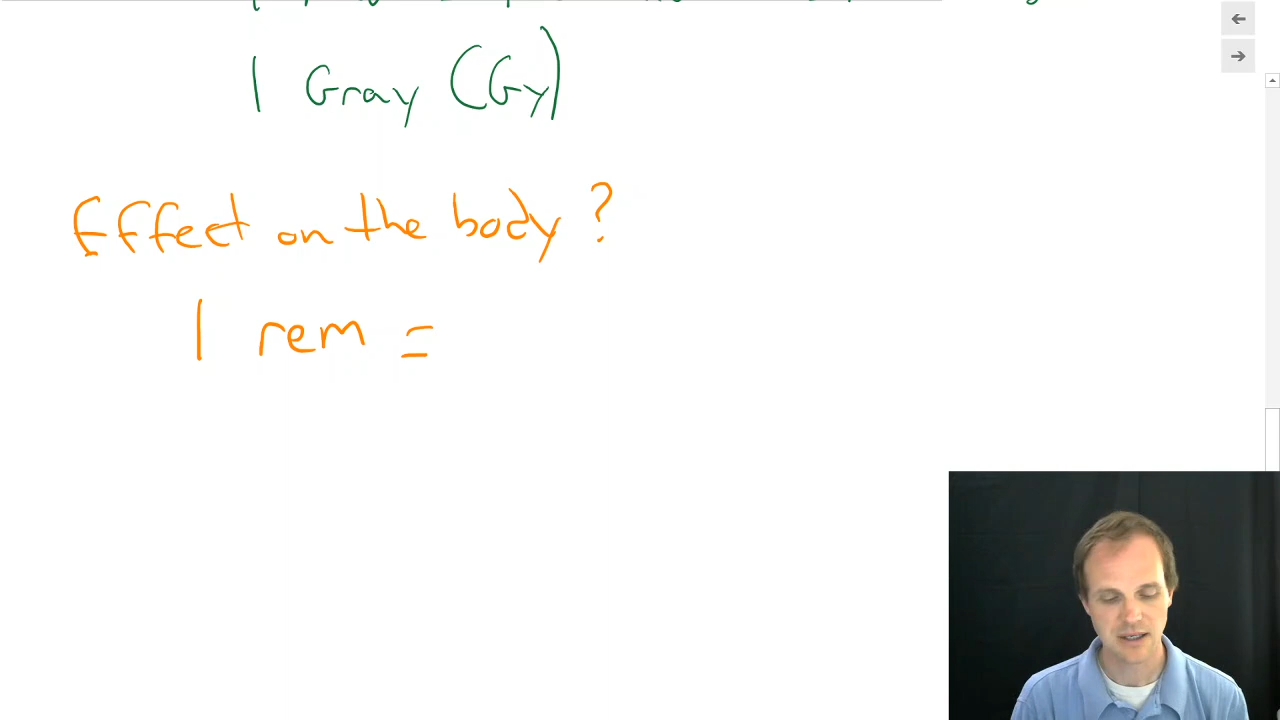 1 Gray (Gy)
Effect on the body?
1 rem =